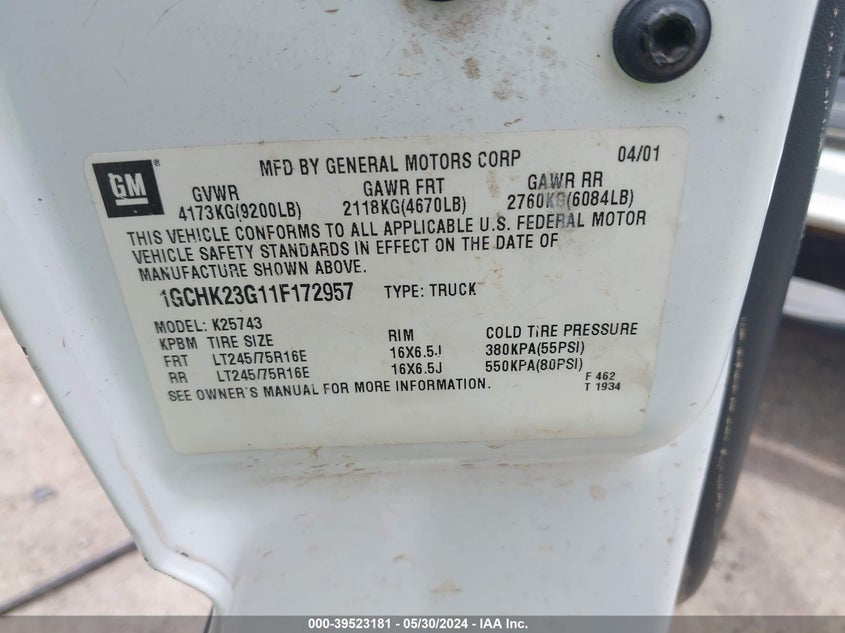 GM ®
MFD BY GENERAL MOTORS CORP 04/01
GVWR GAWR FRT GAWR RR
4173KG(9200LB) 2118KG(4670LB) 2760KG(6084LB)
THIS VEHICLE CONFORMS TO ALL APPLICABLE U.S. FEDERAL MOTOR
VEHICLE SAFETY STANDARDS IN EFFECT ON THE DATE OF
MANUFACTURE SHOWN ABOVE.
1GCHK23G11F172957 TYPE: TRUCK
MODEL: K25743
KPBM TIRE SIZE RIM COLD TIRE PRESSURE
FRT LT245/75R16E 16X6.5J 380KPA(55PSI)
RR LT245/75R16E 16X6.5J 550KPA(80PSI)
SEE OWNER'S MANUAL FOR MORE INFORMATION.
F 462
T 1934
000-39523181 - 05/30/2024 - IAA Inc.